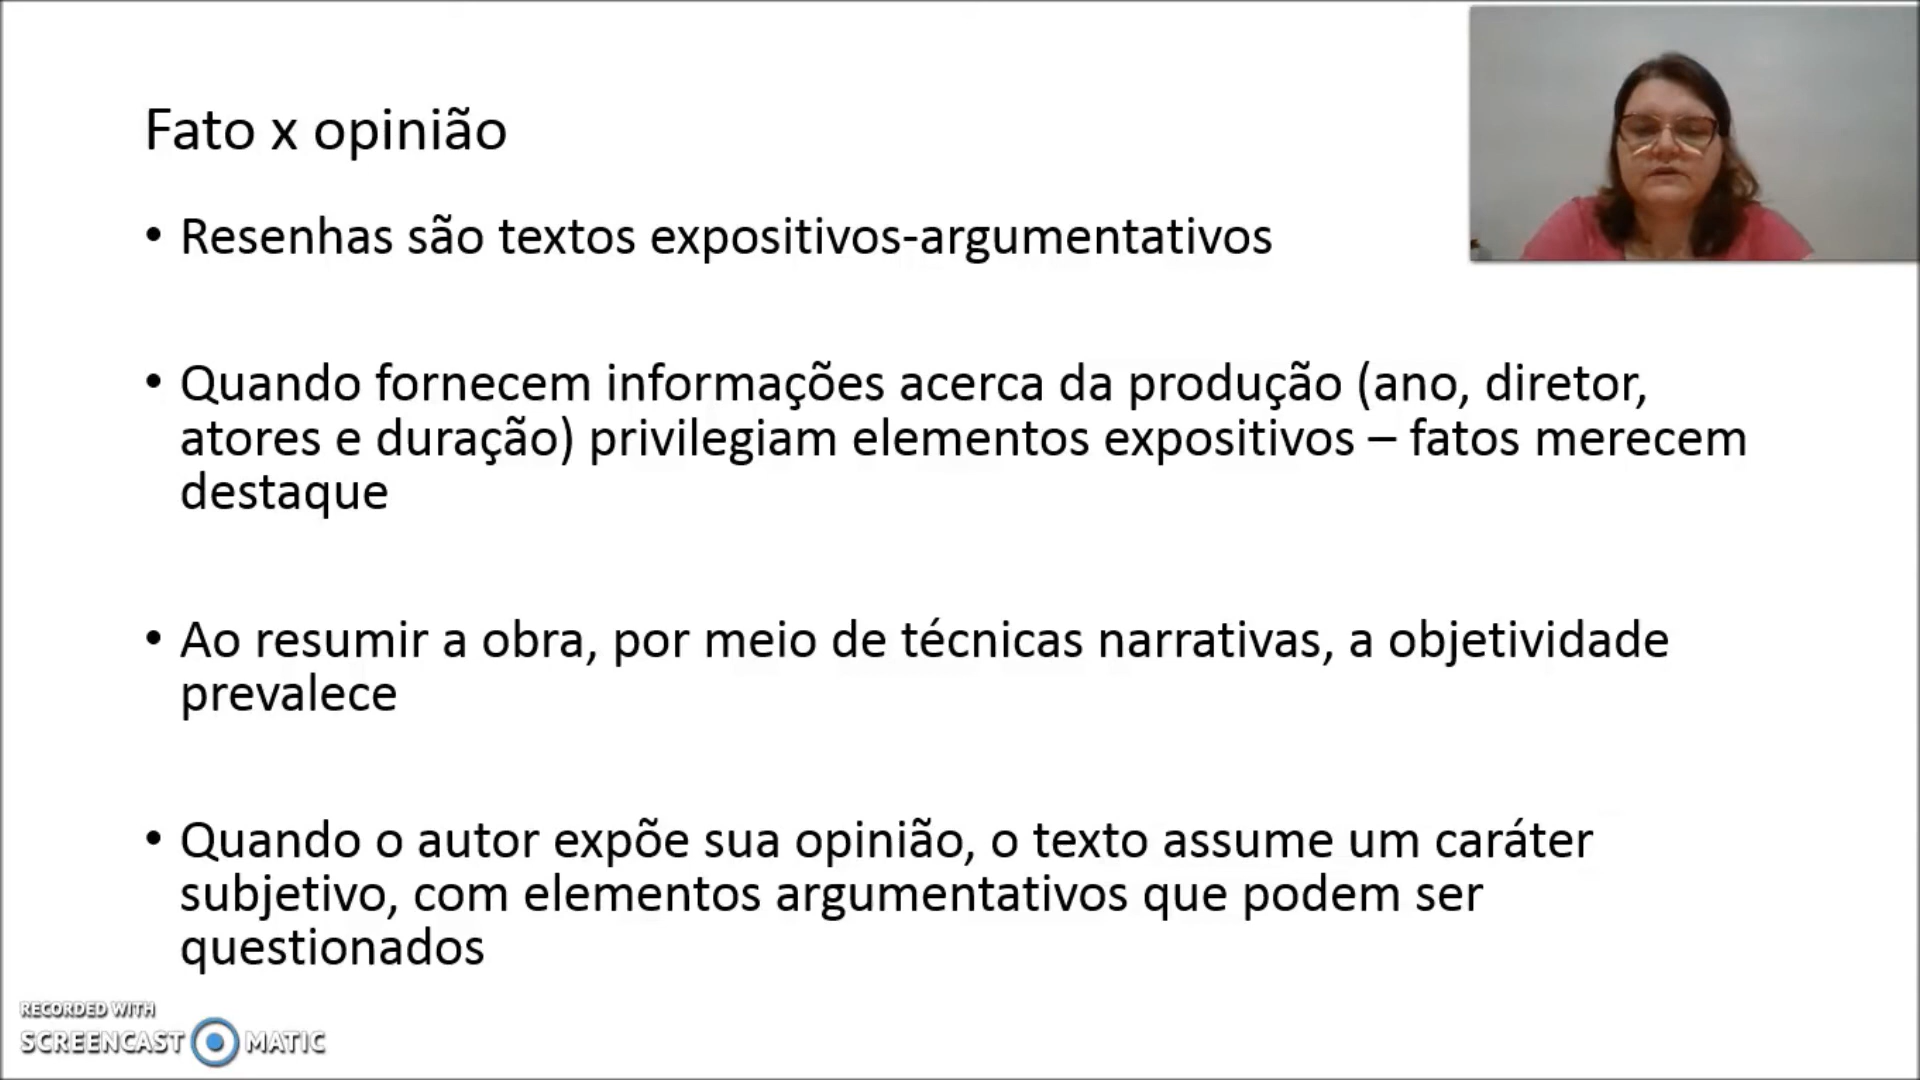 Fato x opinião
• Resenhas são textos expositivos-argumentativos
• Quando fornecem informações acerca da produção (ano, diretor,
atores e duração) privilegiam elementos expositivos – fatos merecem
destaque
• Ao resumir a obra, por meio de técnicas narrativas, a objetividade
prevalece
• Quando o autor expõe sua opinião, o texto assume um caráter
subjetivo, com elementos argumentativos que podem ser
questionados
RECORDED WITH
SCREENCAST MATIC